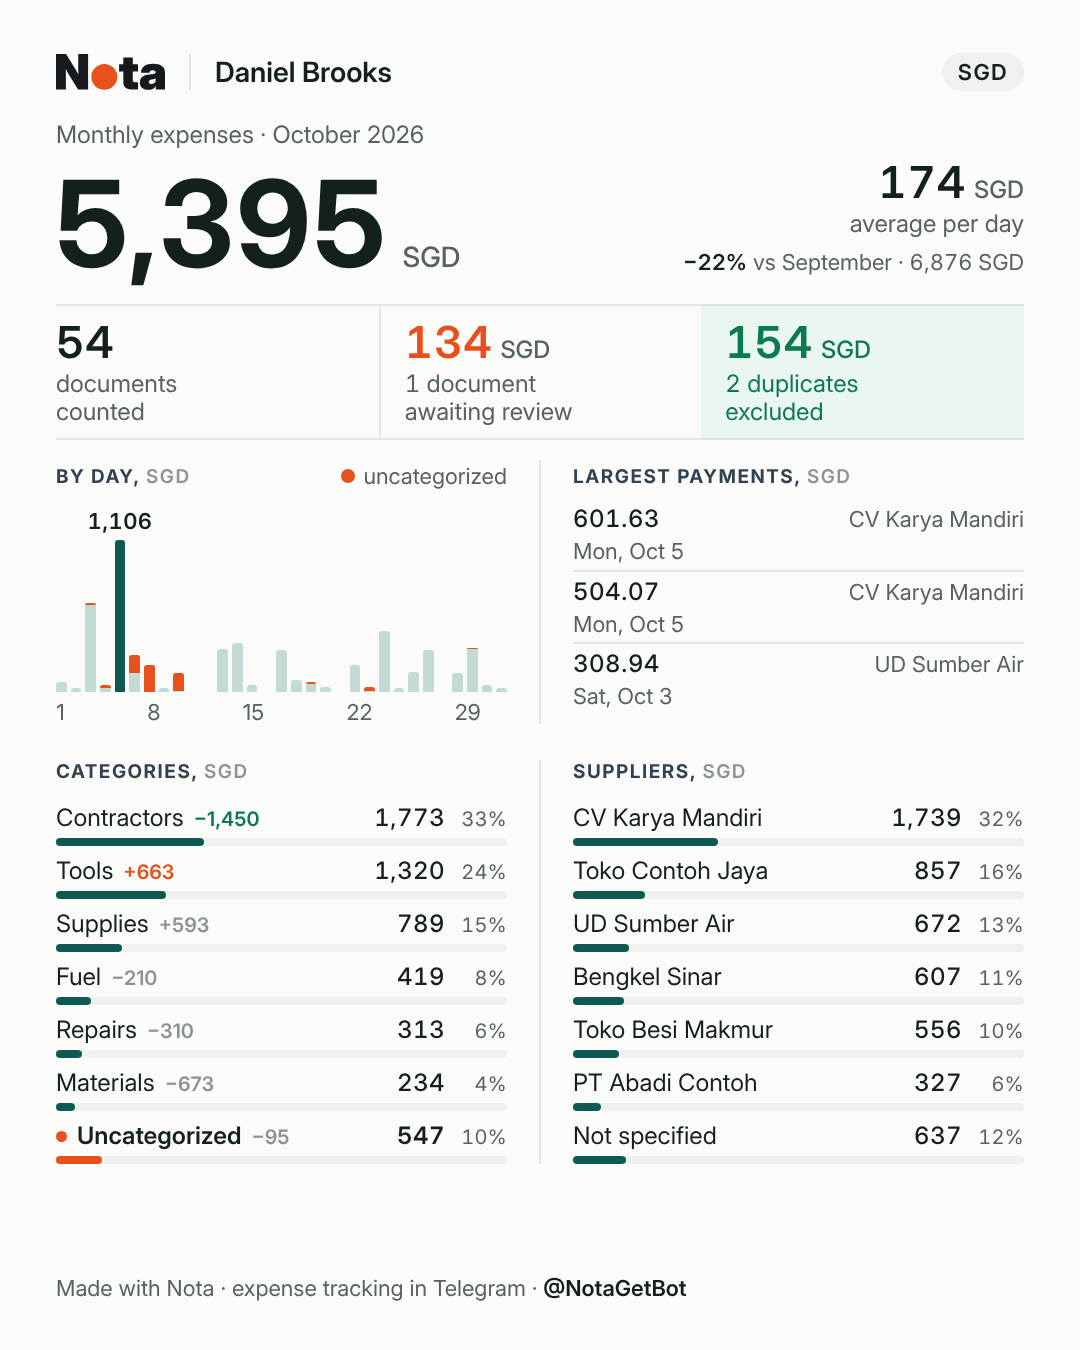 Nota
Daniel Brooks
SGD
Monthly expenses · October 2026
5,395 SGD
174 SGD
average per day
−22% vs September · 6,876 SGD
54
documents
counted
134 SGD
1 document
awaiting review
154 SGD
2 duplicates
excluded
BY DAY, SGD
uncategorized
1,106
1 8 15 22 29
LARGEST PAYMENTS, SGD
601.63 CV Karya Mandiri
Mon, Oct 5
504.07 CV Karya Mandiri
Mon, Oct 5
308.94 UD Sumber Air
Sat, Oct 3
CATEGORIES, SGD
Contractors −1,450 1,773 33%
Tools +663 1,320 24%
Supplies +593 789 15%
Fuel −210 419 8%
Repairs −310 313 6%
Materials −673 234 4%
Uncategorized −95 547 10%
SUPPLIERS, SGD
CV Karya Mandiri 1,739 32%
Toko Contoh Jaya 857 16%
UD Sumber Air 672 13%
Bengkel Sinar 607 11%
Toko Besi Makmur 556 10%
PT Abadi Contoh 327 6%
Not specified 637 12%
Made with Nota · expense tracking in Telegram · @NotaGetBot